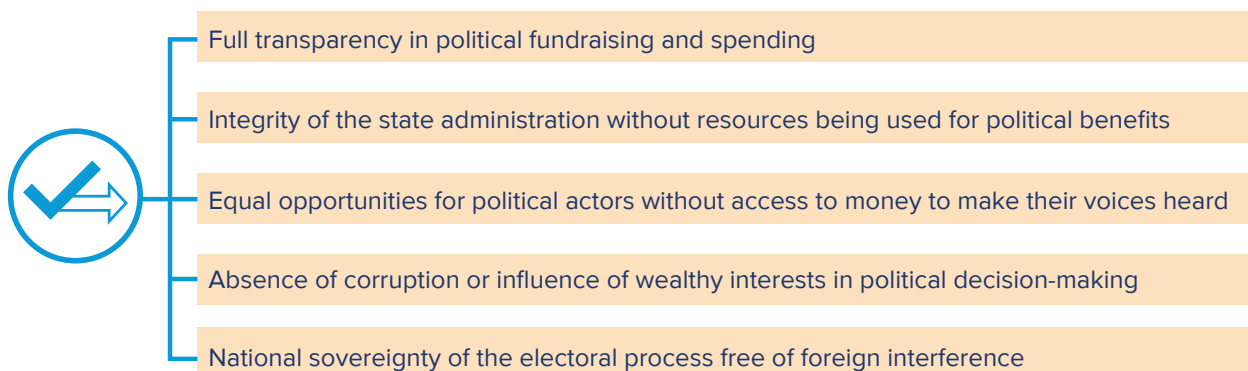 Full transparency in political fundraising and spending
Integrity of the state administration without resources being used for political benefits
Equal opportunities for political actors without access to money to make their voices heard
Absence of corruption or influence of wealthy interests in political decision-making
National sovereignty of the electoral process free of foreign interference